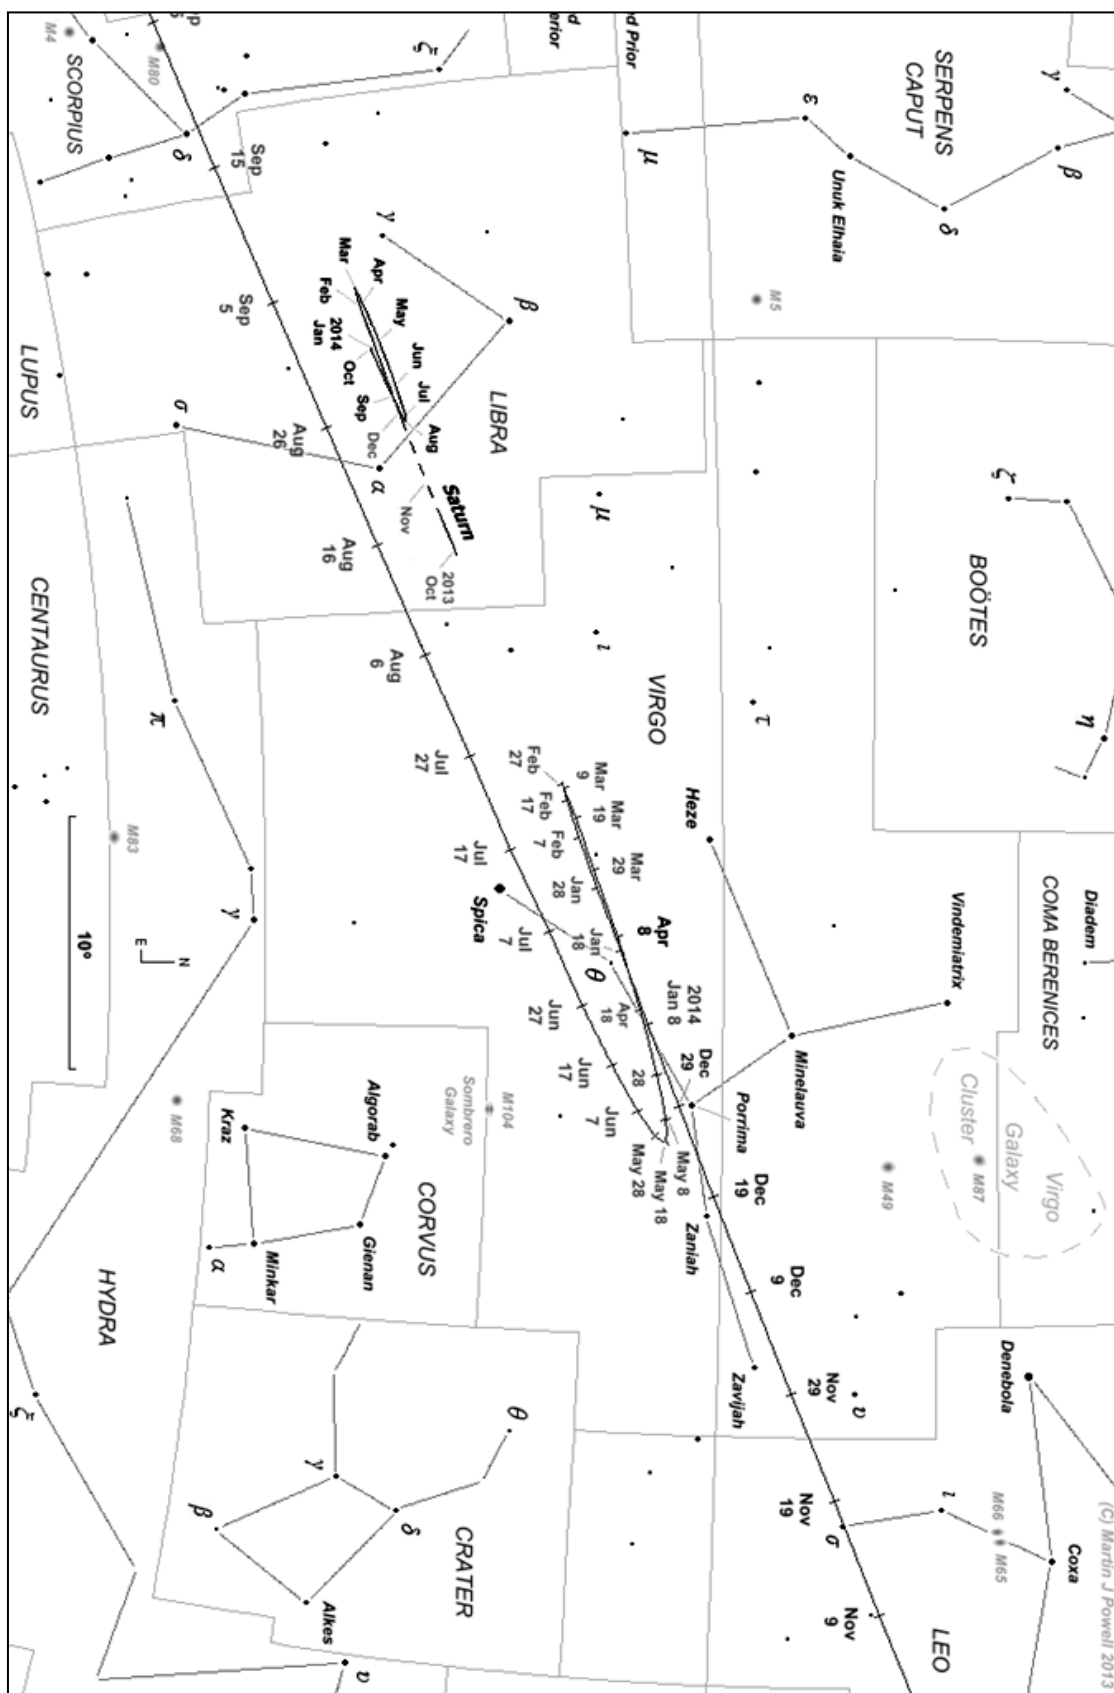 SERPENS
CAPUT
γ
β
δ
ε
Unuk Elhaia
μ
M5
d Prior
ξ
M4
M80
SCORPIUS
δ
Sep
15
γ
β
LIBRA
Mar
Apr
Feb
May
2014
Jan
Jun
Oct
Jul
Sep
Aug
Dec
Saturn
Nov
2013
Oct
Sep
5
LUPUS
σ
Aug
26
α
Aug
16
μ
ι
ζ
BOÖTES
η
CENTAURUS
π
Aug
6
VIRGO
τ
Jul
27
Feb
27
Mar
9
Feb
17
Mar
19
Feb
7
Mar
29
Jan
28
Apr
8
Jan
18
Heze
Vindemiatrix
COMA BERENICES
Diadem
M83
γ
10º
E
N
Jul
17
Spica
Jul
7
θ
Apr
18
2014
Jan 8
Jun
27
28
Dec
29
Jun
17
Jun
7
Porrima
Minelauva
May 8
May 18
May 28
Dec
19
Zaniah
Virgo
Galaxy
Cluster
M87
M49
M68
Kraz
Algorab
Sombrero
Galaxy
M104
CORVUS
Gienah
Minkar
α
HYDRA
Dec
9
Zavijah
Nov
29
υ
Denebola
ξ
θ
γ
β
δ
CRATER
Alkes
υ
Nov
19
σ
ι
M66
M65
Coxa
Nov
9
LEO
(C) Martin J Powell 2013